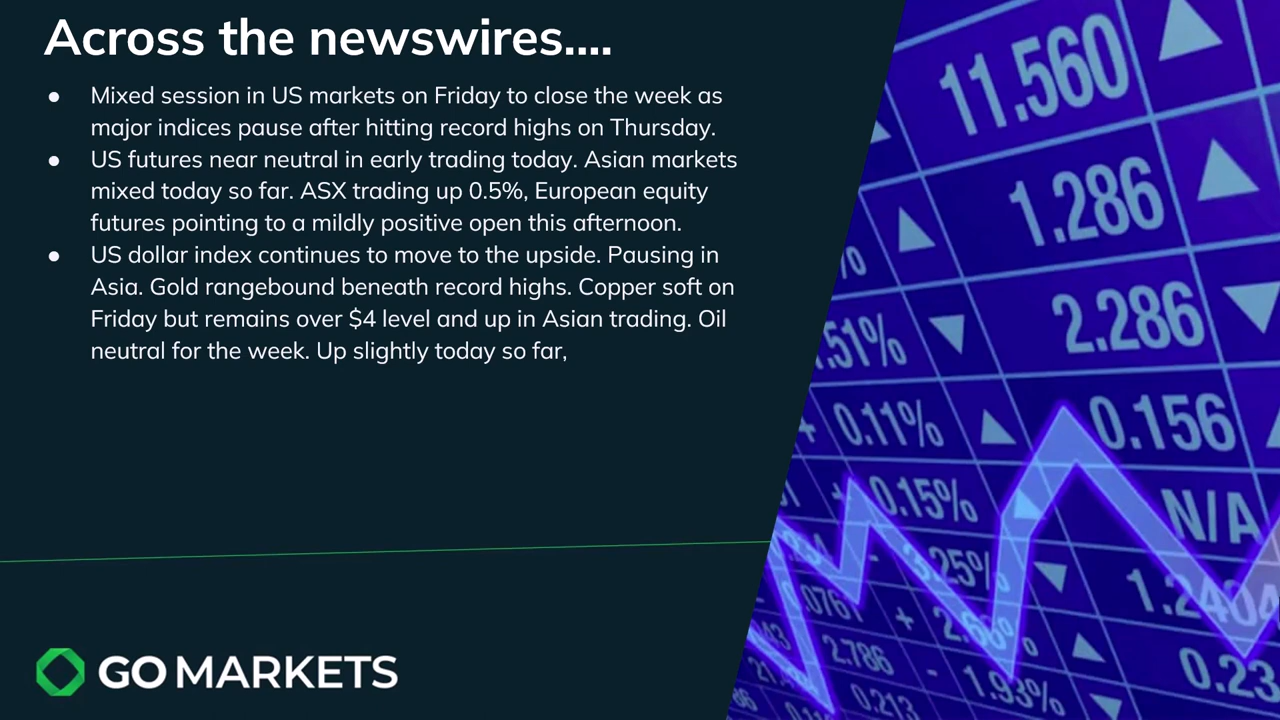 Across the newswires....
● Mixed session in US markets on Friday to close the week as
major indices pause after hitting record highs on Thursday.
● US futures near neutral in early trading today. Asian markets
mixed today so far. ASX trading up 0.5%, European equity
futures pointing to a mildly positive open this afternoon.
● US dollar index continues to move to the upside. Pausing in
Asia. Gold rangebound beneath record highs. Copper soft on
Friday but remains over $4 level and up in Asian trading. Oil
neutral for the week. Up slightly today so far,
GO MARKETS
11.560
1.286
%
2.286
.51%
+ 0.11% 0.156
+ 0.15% N/A
- 3.25%
.0761 +
2.786 - 1.93% 0.23
0.213